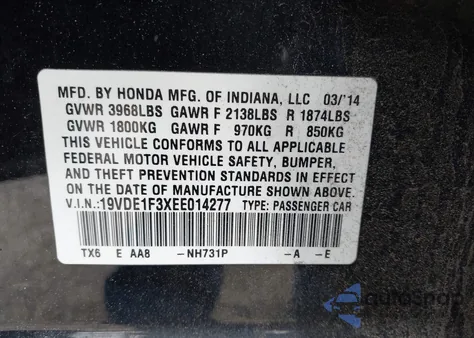 MFD. BY HONDA MFG. OF INDIANA, LLC 03/'14
GVWR 3968LBS GAWR F 2138LBS R 1874LBS
GVWR 1800KG GAWR F 970KG R 850KG
THIS VEHICLE CONFORMS TO ALL APPLICABLE
FEDERAL MOTOR VEHICLE SAFETY, BUMPER,
AND THEFT PREVENTION STANDARDS IN EFFECT
ON THE DATE OF MANUFACTURE SHOWN ABOVE.
V.I.N.:19VDE1F3XEE014277 TYPE: PASSENGER CAR
TX6 E AA8 -NH731P -A -E
autospap